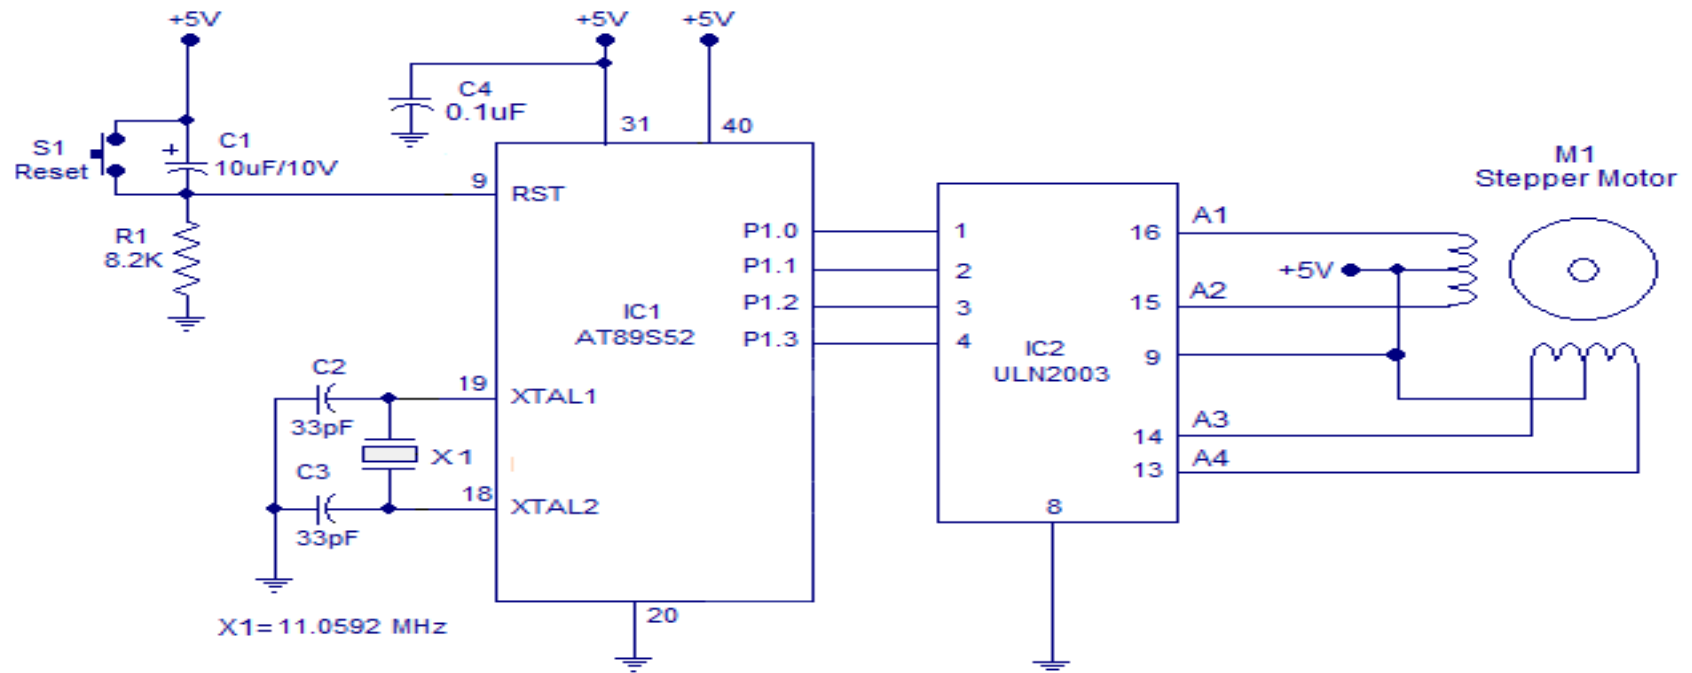 +5V
+5V
+5V
C4
0.1uF
31
40
S1
Reset
+
C1
10uF/10V
9
RST
R1
8.2K
P1.0
P1.1
P1.2
P1.3
IC1
AT89S52
C2
33pF
19
XTAL1
X1
C3
33pF
18
XTAL2
20
X1=11.0592 MHz
1
2
3
4
IC2
ULN2003
16
15
9
14
13
8
A1
+5V
A2
A3
A4
M1
Stepper Motor